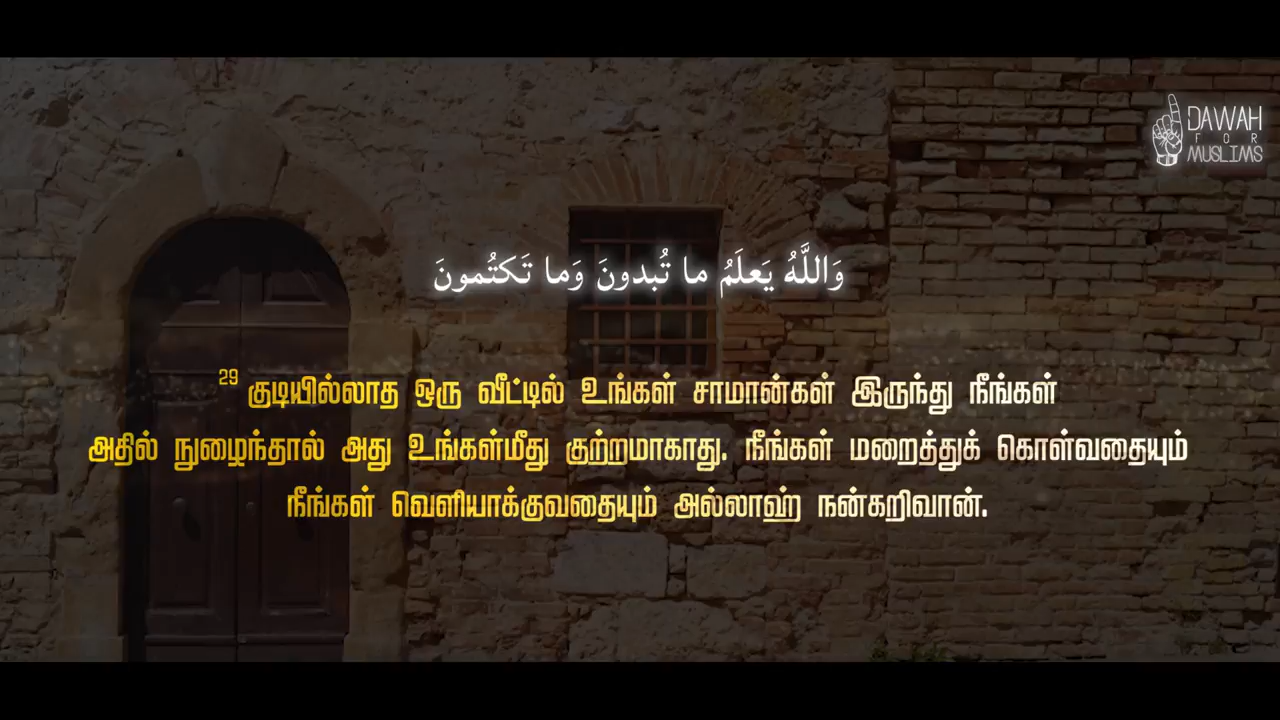 DAWAH
FOR
MUSLIMS
وَاللَّهُ يَعلَمُ ما تُبدونَ وَما تَكتُمونَ
29 குடியில்லாத ஒரு வீட்டில் உங்கள் சாமான்கள் இருந்து நீங்கள்
அதில் நுழைந்தால் அது உங்கள்மீது குற்றமாகாது. நீங்கள் மறைத்துக் கொள்வதையும்
நீங்கள் வெளியாக்குவதையும் அல்லாஹ் நன்கறிவான்.